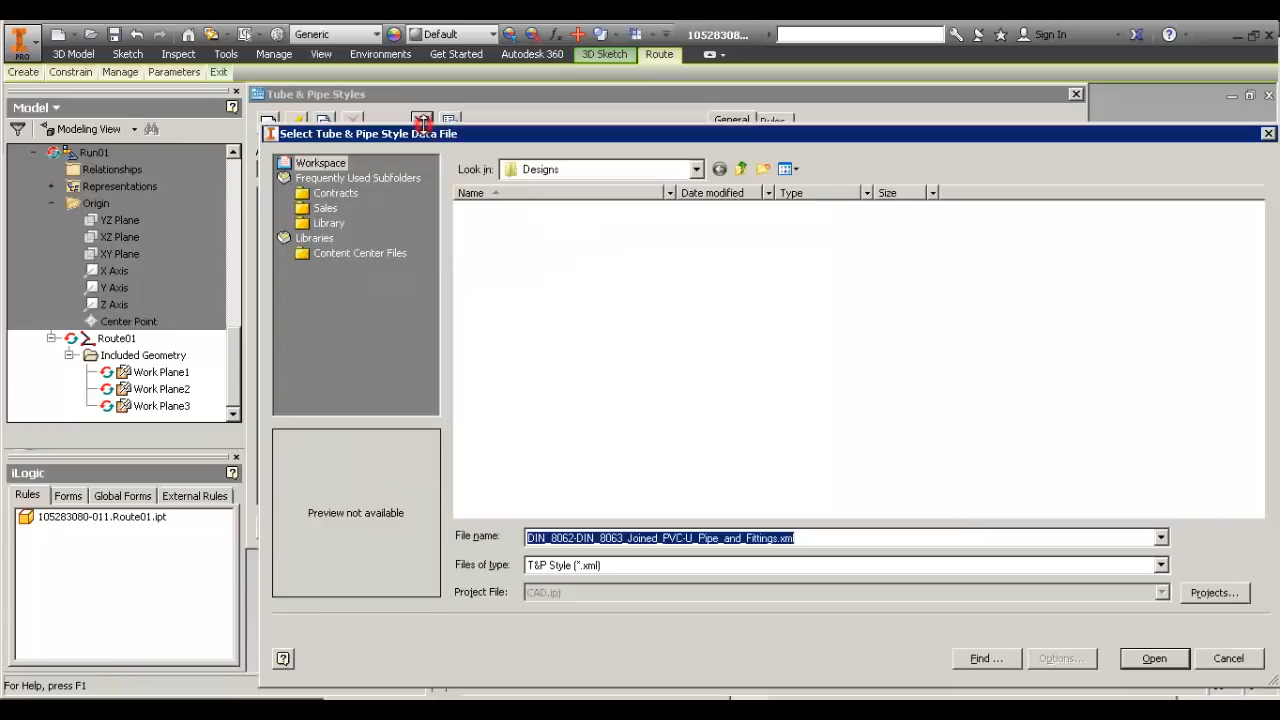 Generic
Default
10528308...
Sign In
PRO
3D Model Sketch Inspect Tools Manage View Environments Get Started Autodesk 360 3D Sketch Route
Create Constrain Manage Parameters Exit
Model
Modeling View
Run01
Relationships
Representations
Origin
YZ Plane
XZ Plane
XY Plane
X Axis
Y Axis
Z Axis
Center Point
Route01
Included Geometry
Work Plane1
Work Plane2
Work Plane3
iLogic
Rules Forms Global Forms External Rules
105283080-011.Route01.ipt
For Help, press F1
Tube & Pipe Styles
General Rules
Select Tube & Pipe Style Data File
Workspace
Frequently Used Subfolders
Contracts
Sales
Library
Libraries
Content Center Files
Look in: Designs
Name Date modified Type Size
Preview not available
File name: DIN_8062-DIN_8063_Joined_PVC-U_Pipe_and_Fittings.xml
Files of type: T&P Style (*.xml)
Project File: CAD.ipj
Projects...
Find ... Options... Open Cancel